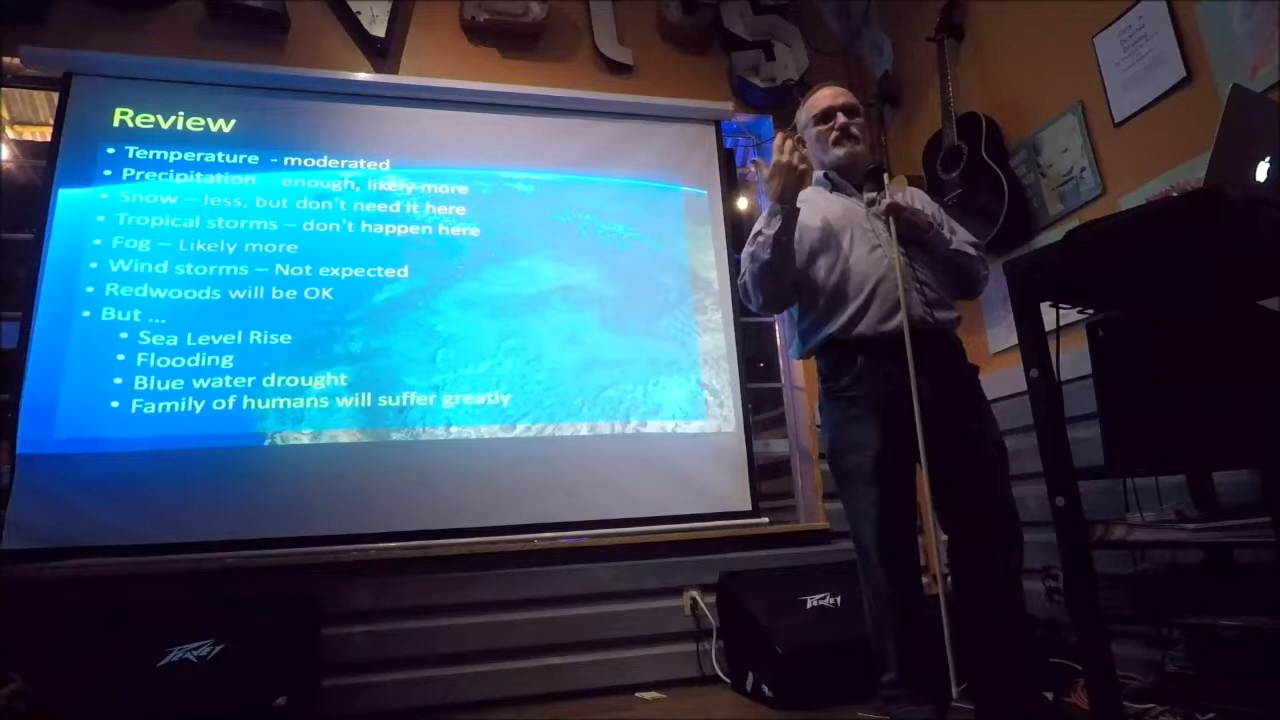 Review
• Temperature - moderated
• Precipitation – enough, likely more
• Snow – less, but don't need it here
• Tropical storms – don't happen here
• Fog – Likely more
• Wind storms – Not expected
• Redwoods will be OK
• But ...
• Sea Level Rise
• Flooding
• Blue water drought
• Family of humans will suffer greatly
PEAVEY
PEAVEY